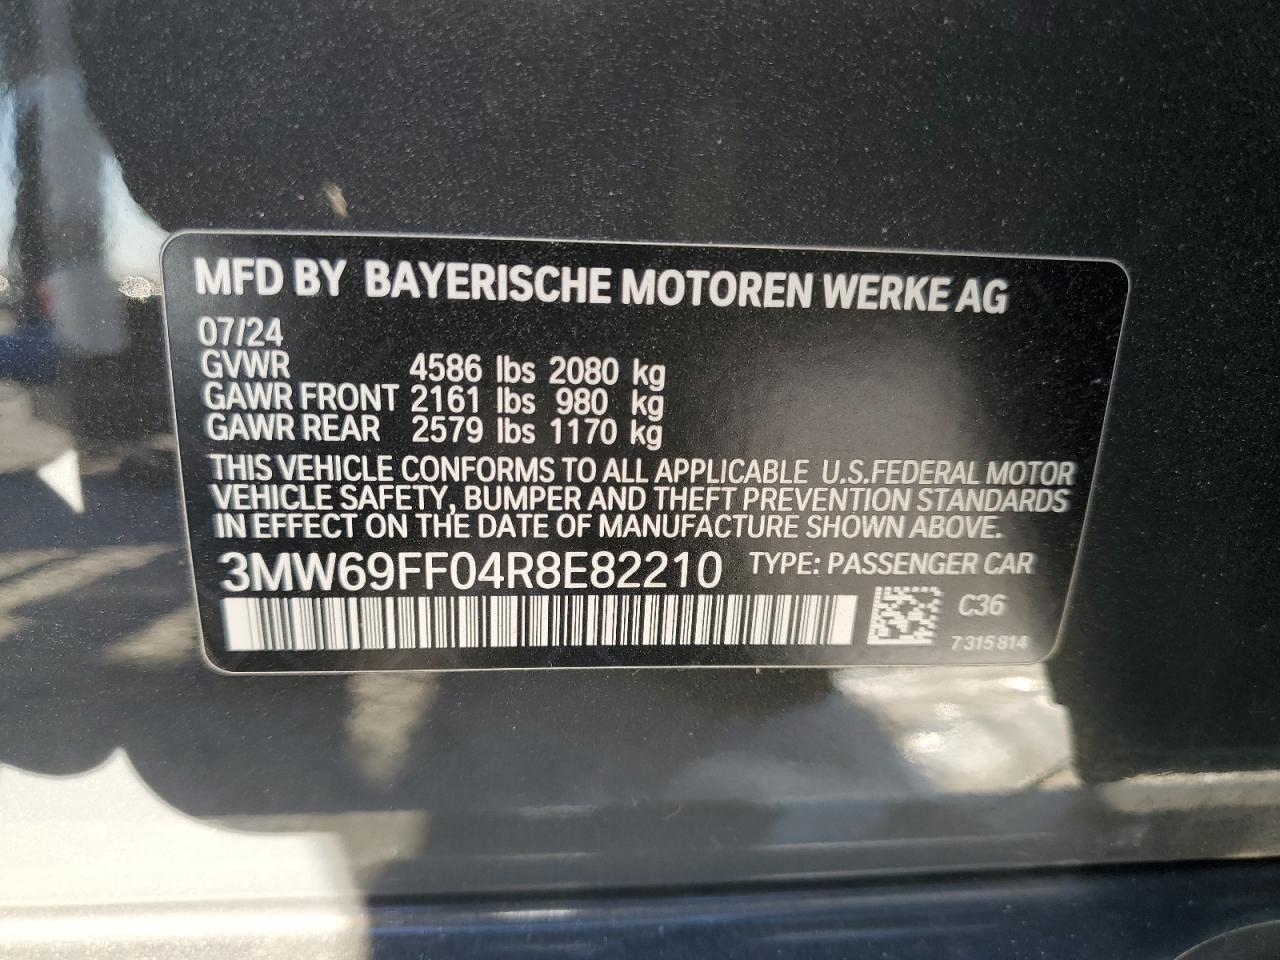 MFD BY BAYERISCHE MOTOREN WERKE AG
07/24
GVWR 4586 lbs 2080 kg
GAWR FRONT 2161 lbs 980 kg
GAWR REAR 2579 lbs 1170 kg
THIS VEHICLE CONFORMS TO ALL APPLICABLE U.S.FEDERAL MOTOR
VEHICLE SAFETY, BUMPER AND THEFT PREVENTION STANDARDS
IN EFFECT ON THE DATE OF MANUFACTURE SHOWN ABOVE.
3MW69FF04R8E82210 TYPE: PASSENGER CAR
C36
7315814